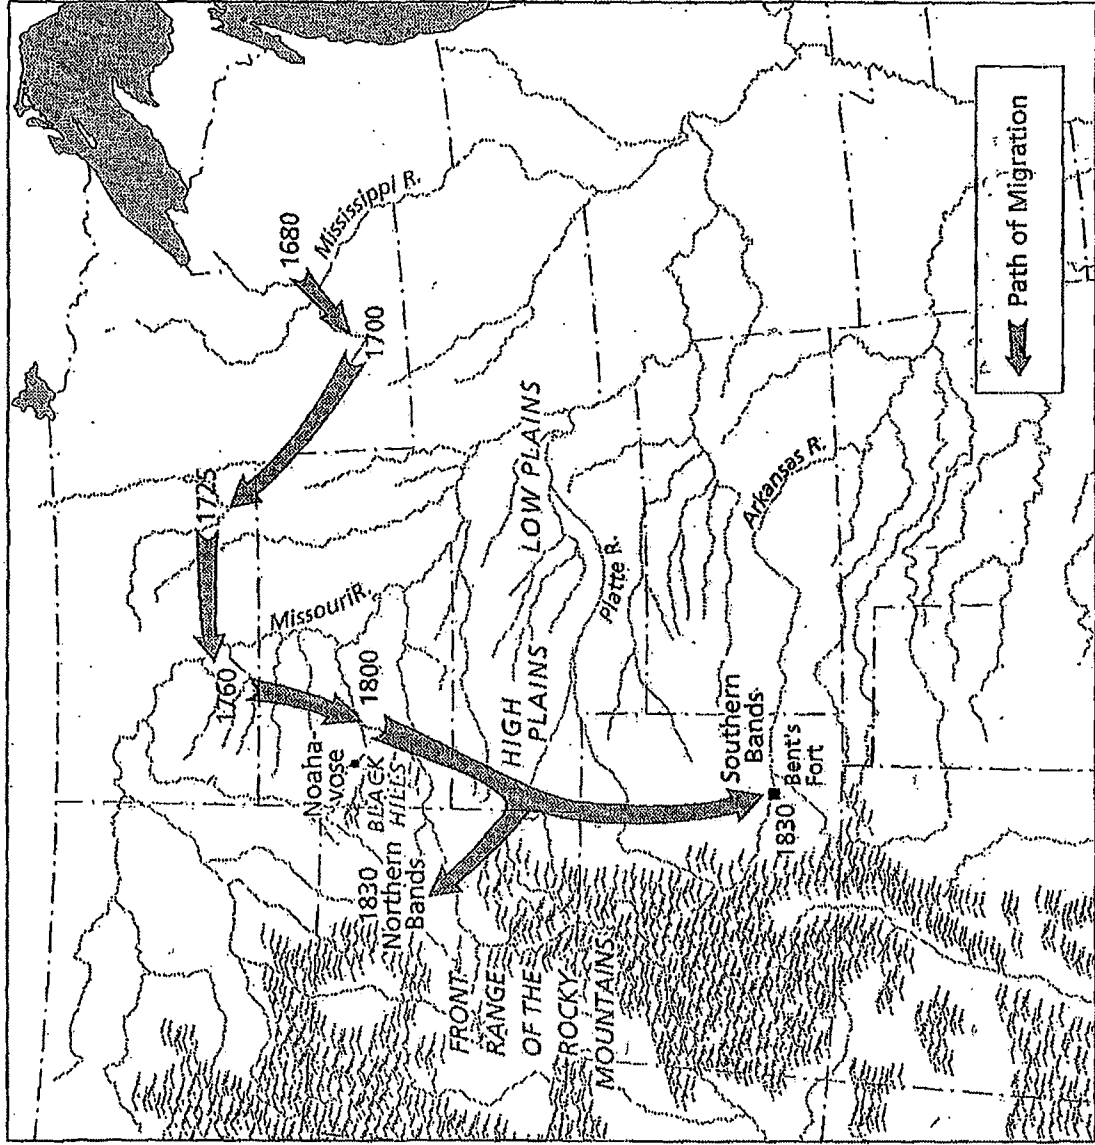 1680
Mississippi R.
1700
1725
Missouri R.
1760
1800
Noaha-
vose
BLACK
HILLS
1830
Northern
Bands
LOW PLAINS
HIGH
PLAINS
Platte R.
Arkansas R.
FRONT
RANGE
OF THE
ROCKY
MOUNTAINS
Southern
Bands
Bent's
Fort
1830
Path of Migration